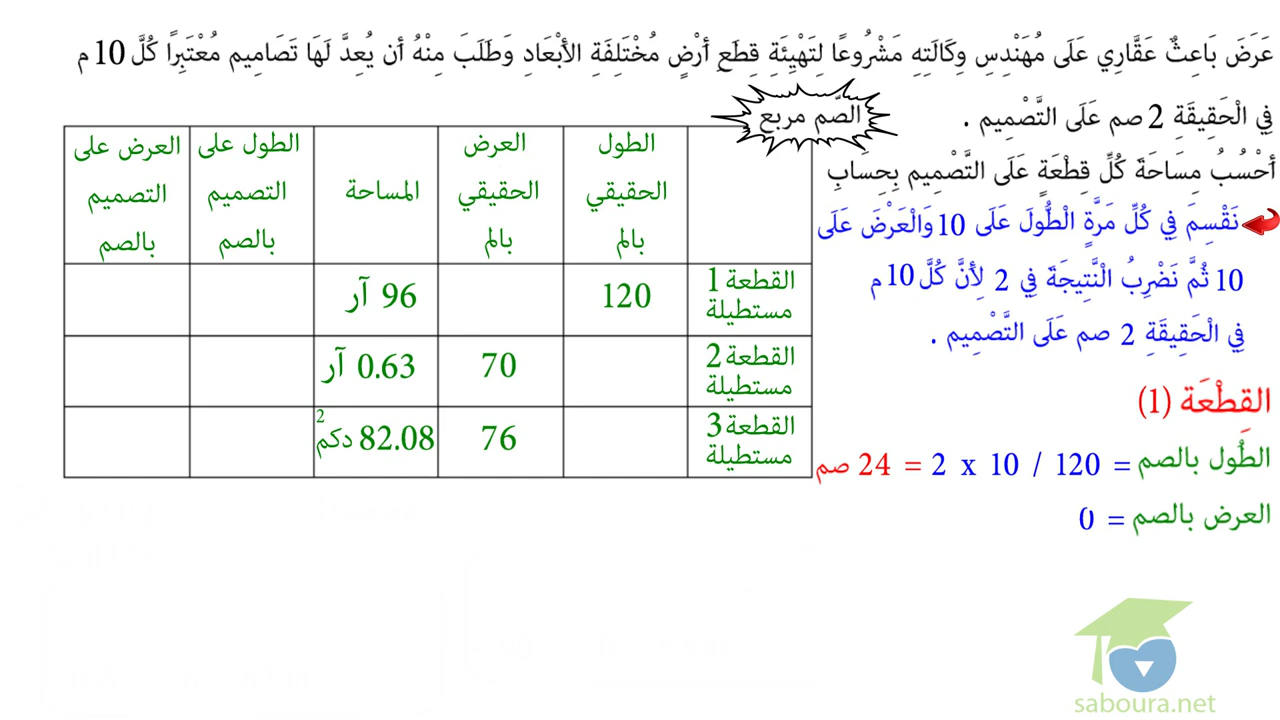 عَرَضَ بَاعِثٌ عَقَّارِي عَلَى مُهَنْدِسِ وِكَالَتِهِ مَشْرُوعًا لِتَهْيِئَةِ قِطَعِ أَرْضٍ مُخْتَلِفَةِ الأَبْعَادِ وَطَلَبَ مِنْهُ أن يُعِدَّ لَهَا تَصَامِيم مُعْتَبِرًا كُلَّ 10 م
فِي الْحَقِيقَةِ 2 صم عَلَى التَّصْمِيم .
الصّم مربع
أَحْسُبُ مِسَاحَةَ كُلِّ قِطْعَةٍ عَلَى التَّصْمِيم بِحِسَابِ
نَقْسِمَ فِي كُلِّ مَرَّةٍ الْطُّولَ عَلَى 10 وَالْعَرْضَ عَلَى
10 ثُمَّ نَضْرِبُ الْنَّتِيجَةَ فِي 2 لِأَنَّ كُلَّ 10 م
فِي الْحَقِيقَةِ 2 صم عَلَى التَّصْمِيم .
القِطْعَة (1)
الطُول بالصم = 120 / 10 x 2 = 24 صم
العرض بالصم = 0
الطول الحقيقي بالم
العرض الحقيقي بالم
المساحة
الطول على التصميم بالصم
العرض على التصميم بالصم
القطعة 1 مستطيلة
120
96 آر
القطعة 2 مستطيلة
70
0.63 آر
القطعة 3 مستطيلة
76
82.08 دكم2
saboura.net